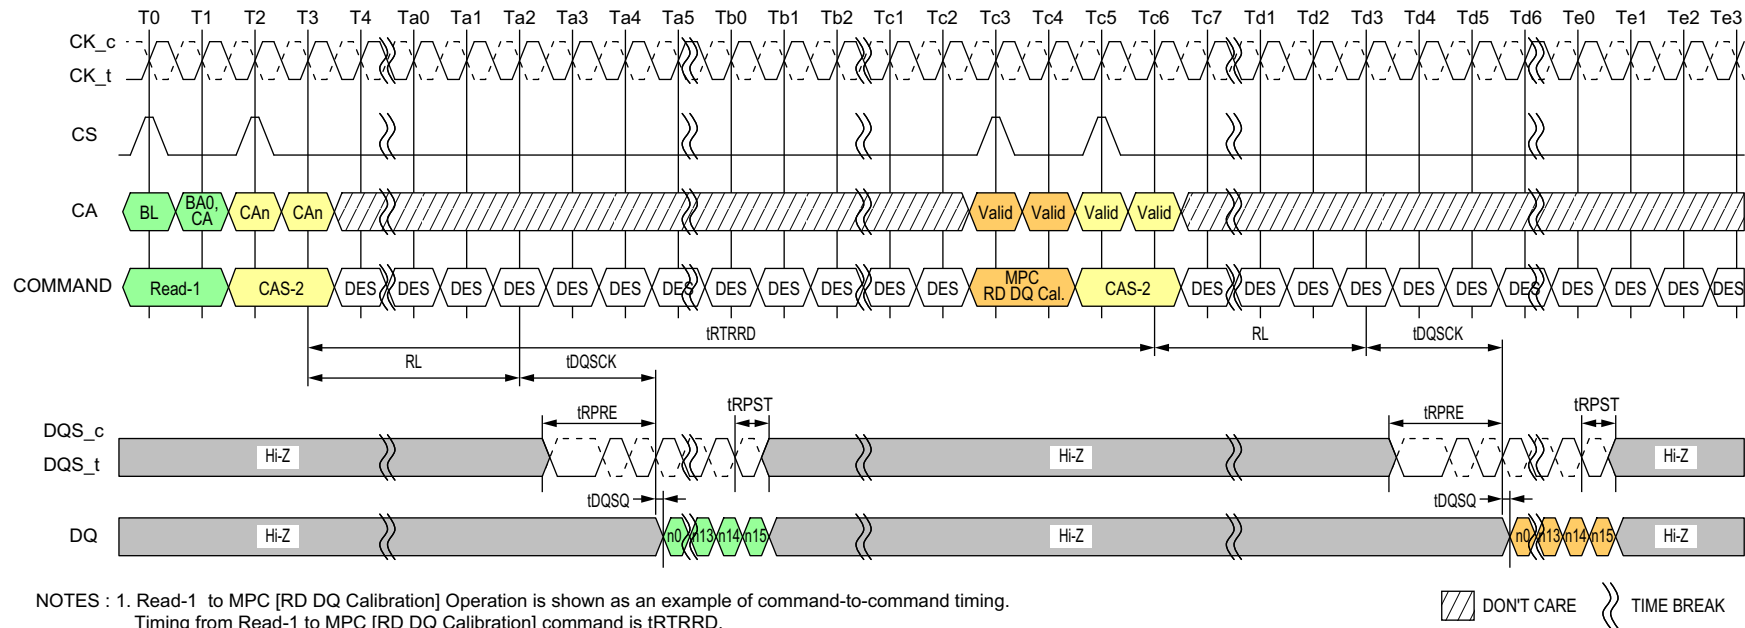 T0 T1 T2 T3 T4 Ta0 Ta1 Ta2 Ta3 Ta4 Ta5 Tb0 Tb1 Tb2 Tc1 Tc2 Tc3 Tc4 Tc5 Tc6 Tc7 Td1 Td2 Td3 Td4 Td5 Td6 Te0 Te1 Te2 Te3
CK_c
CK_t
CS
CA BL BA0, CA CAn CAn Valid Valid Valid Valid
COMMAND Read-1 CAS-2 DES DES DES DES DES DES DES DES DES DES DES DES MPC RD DQ Cal. CAS-2 DES DES DES DES DES DES DES DES DES DES DES
tRTRRD RL tDQSCK
RL tDQSCK
tRPRE tRPST tRPRE tRPST
DQS_c
DQS_t Hi-Z Hi-Z Hi-Z
tDQSQ tDQSQ
DQ Hi-Z n0 n13 n14 n15 Hi-Z n0 n13 n14 n15 Hi-Z
NOTES : 1. Read-1 to MPC [RD DQ Calibration] Operation is shown as an example of command-to-command timing.
Timing from Read-1 to MPC [RD DQ Calibration] command is tRTRRD.
DON'T CARE TIME BREAK